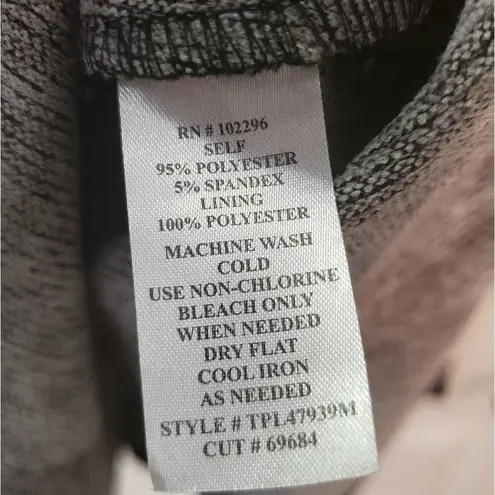 RN # 102296
SELF
95% POLYESTER
5% SPANDEX
LINING
100% POLYESTER
MACHINE WASH
COLD
USE NON-CHLORINE
BLEACH ONLY
WHEN NEEDED
DRY FLAT
COOL IRON
AS NEEDED
STYLE # TPL47939M
CUT # 69684